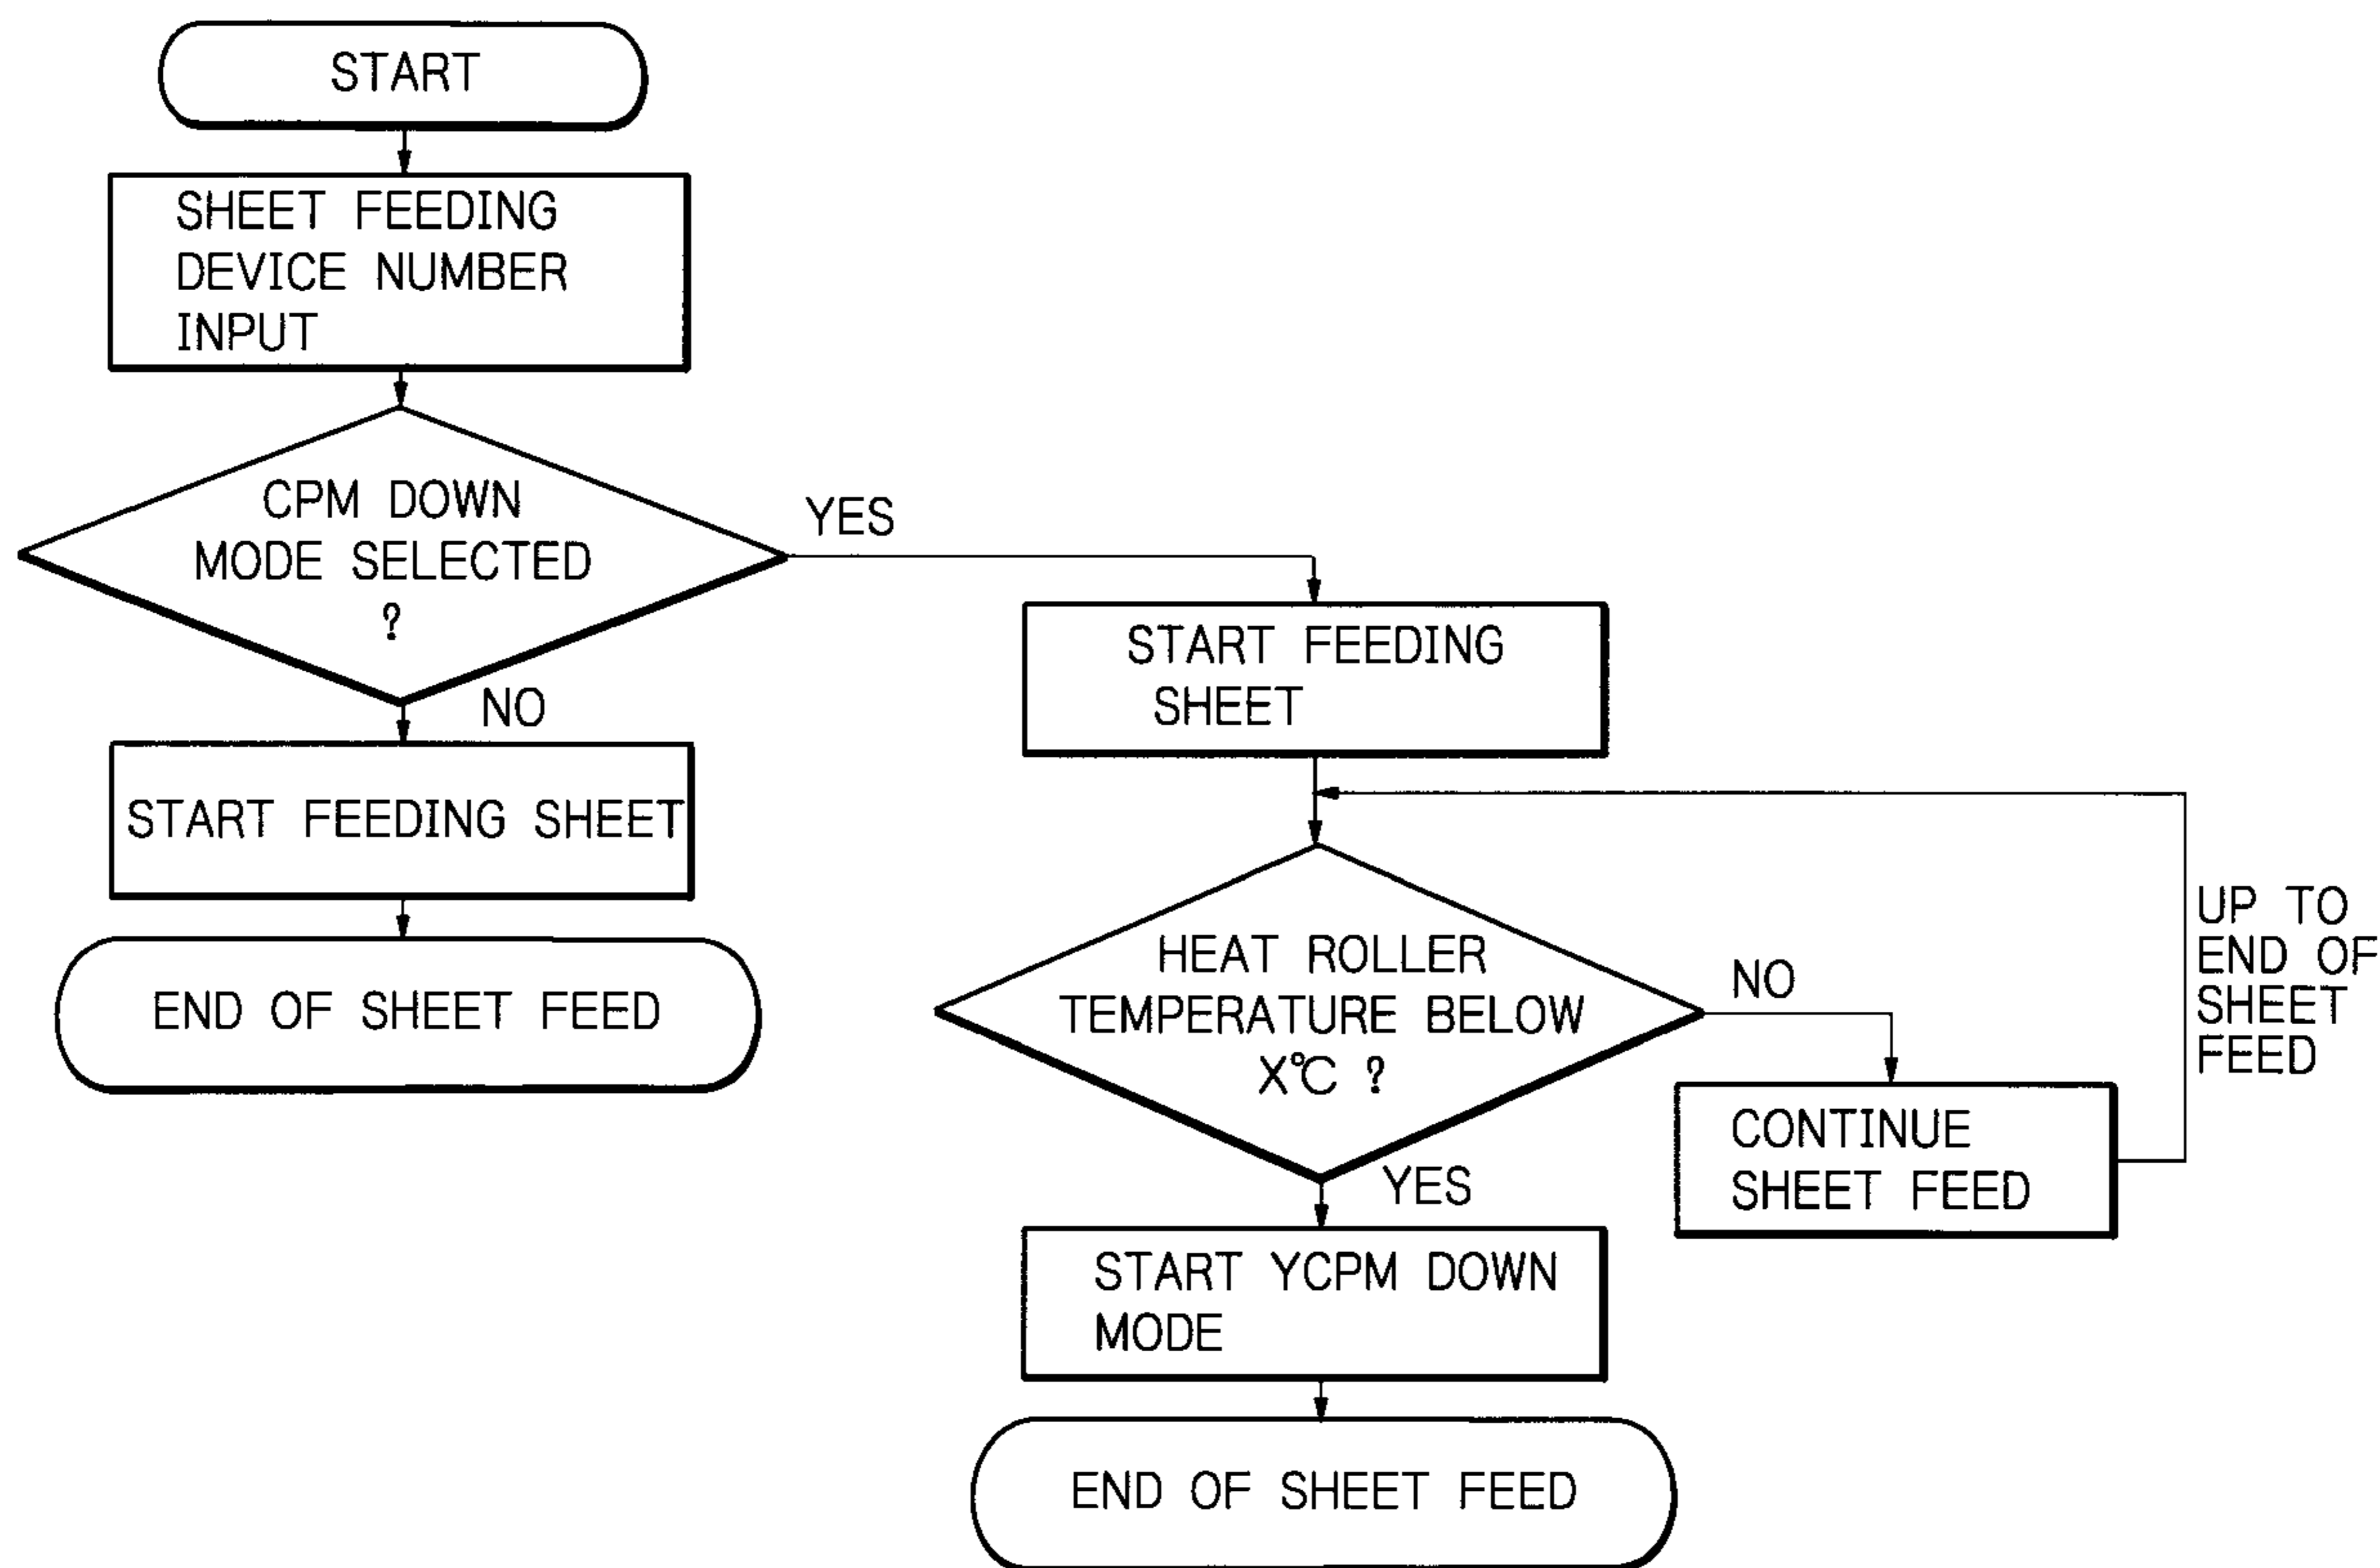 START
SHEET FEEDING
DEVICE NUMBER
INPUT
CPM DOWN
MODE SELECTED
?
YES
NO
START FEEDING SHEET
END OF SHEET FEED
START FEEDING
SHEET
HEAT ROLLER
TEMPERATURE BELOW
X℃ ?
NO
CONTINUE
SHEET FEED
UP TO
END OF
SHEET
FEED
YES
START YCPM DOWN
MODE
END OF SHEET FEED